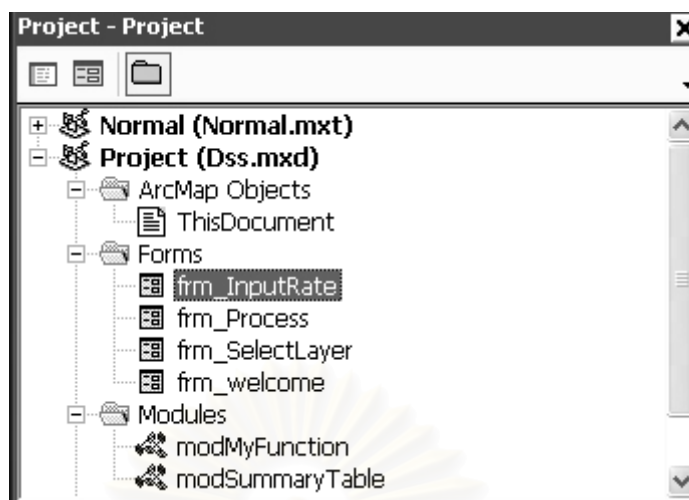 Project - Project
Normal (Normal.mxt)
Project (Dss.mxd)
ArcMap Objects
ThisDocument
Forms
frm_InputRate
frm_Process
frm_SelectLayer
frm_welcome
Modules
modMyFunction
modSummaryTable